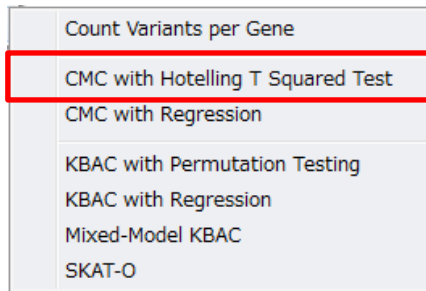 Count Variants per Gene
CMC with Hotelling T Squared Test
CMC with Regression
KBAC with Permutation Testing
KBAC with Regression
Mixed-Model KBAC
SKAT-O